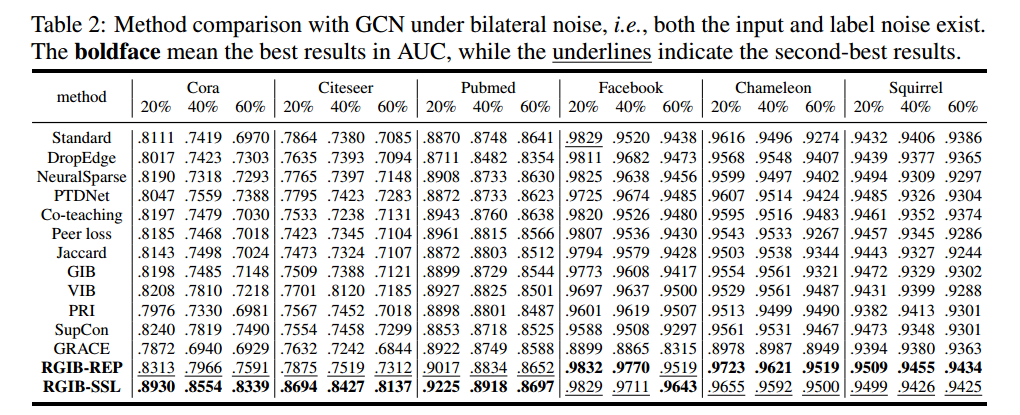 Table 2: Method comparison with GCN under bilateral noise, i.e., both the input and label noise exist.
The boldface mean the best results in AUC, while the underlines indicate the second-best results.
method Cora Citeseer Pubmed Facebook Chameleon Squirrel
20% 40% 60% 20% 40% 60% 20% 40% 60% 20% 40% 60% 20% 40% 60% 20% 40% 60%
Standard .8111 .7419 .6970 .7864 .7380 .7085 .8870 .8748 .8641 .9829 .9520 .9438 .9616 .9496 .9274 .9432 .9406 .9386
DropEdge .8017 .7423 .7303 .7635 .7393 .7094 .8711 .8482 .8354 .9811 .9682 .9473 .9568 .9548 .9407 .9439 .9377 .9365
NeuralSparse .8190 .7318 .7293 .7765 .7397 .7148 .8908 .8733 .8630 .9825 .9638 .9456 .9599 .9497 .9402 .9494 .9309 .9297
PTDNet .8047 .7559 .7388 .7795 .7423 .7283 .8872 .8733 .8623 .9725 .9674 .9485 .9607 .9514 .9424 .9485 .9326 .9304
Co-teaching .8197 .7479 .7030 .7533 .7238 .7131 .8943 .8760 .8638 .9820 .9526 .9480 .9595 .9516 .9483 .9461 .9352 .9374
Peer loss .8185 .7468 .7018 .7423 .7345 .7104 .8961 .8815 .8566 .9807 .9536 .9430 .9543 .9533 .9267 .9457 .9345 .9286
Jaccard .8143 .7498 .7024 .7473 .7324 .7107 .8872 .8803 .8512 .9794 .9579 .9428 .9503 .9538 .9344 .9443 .9327 .9244
GIB .8198 .7485 .7148 .7509 .7388 .7121 .8899 .8729 .8544 .9773 .9608 .9417 .9554 .9561 .9321 .9472 .9329 .9302
VIB .8208 .7810 .7218 .7701 .8120 .7185 .8927 .8825 .8501 .9697 .9637 .9500 .9529 .9561 .9487 .9431 .9399 .9288
PRI .7976 .7330 .6981 .7567 .7452 .7018 .8898 .8801 .8487 .9601 .9619 .9507 .9513 .9499 .9490 .9382 .9413 .9301
SupCon .8240 .7819 .7490 .7554 .7458 .7299 .8853 .8718 .8525 .9588 .9508 .9297 .9561 .9531 .9467 .9473 .9348 .9301
GRACE .7872 .6940 .6929 .7632 .7242 .6844 .8922 .8749 .8588 .8899 .8865 .8315 .8978 .8987 .8949 .9394 .9380 .9363
RGIB-REP .8313 .7966 .7591 .7875 .7519 .7312 .9017 .8834 .8652 .9832 .9770 .9519 .9723 .9621 .9519 .9509 .9455 .9434
RGIB-SSL .8930 .8554 .8339 .8694 .8427 .8137 .9225 .8918 .8697 .9829 .9711 .9643 .9655 .9592 .9500 .9499 .9426 .9425